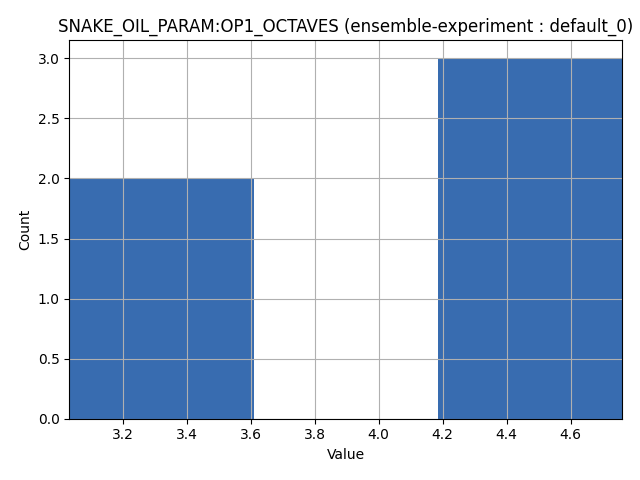 SNAKE_OIL_PARAM:OP1_OCTAVES (ensemble-experiment : default_0)
3.0
2.5
2.0
1.5
1.0
0.5
0.0
Count
3.2 3.4 3.6 3.8 4.0 4.2 4.4 4.6
Value